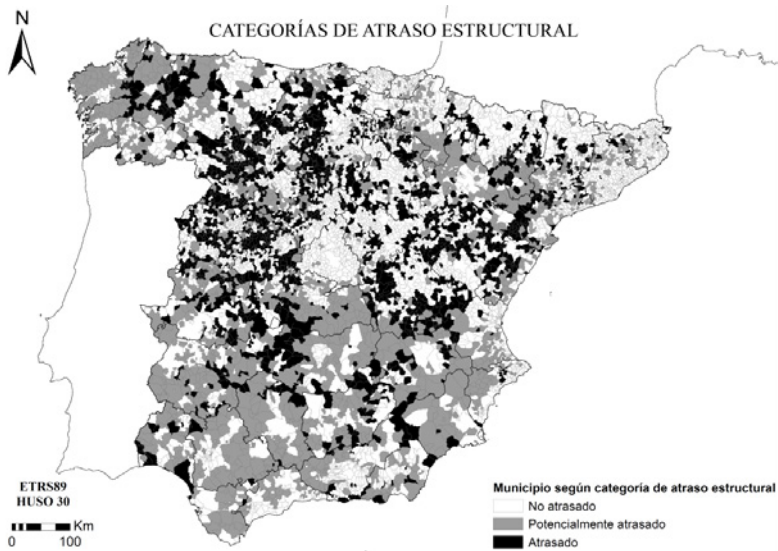 N
CATEGORÍAS DE ATRASO ESTRUCTURAL
ETRS89
HUSO 30
Km
0 100
Municipio según categoría de atraso estructural
No atrasado
Potencialmente atrasado
Atrasado